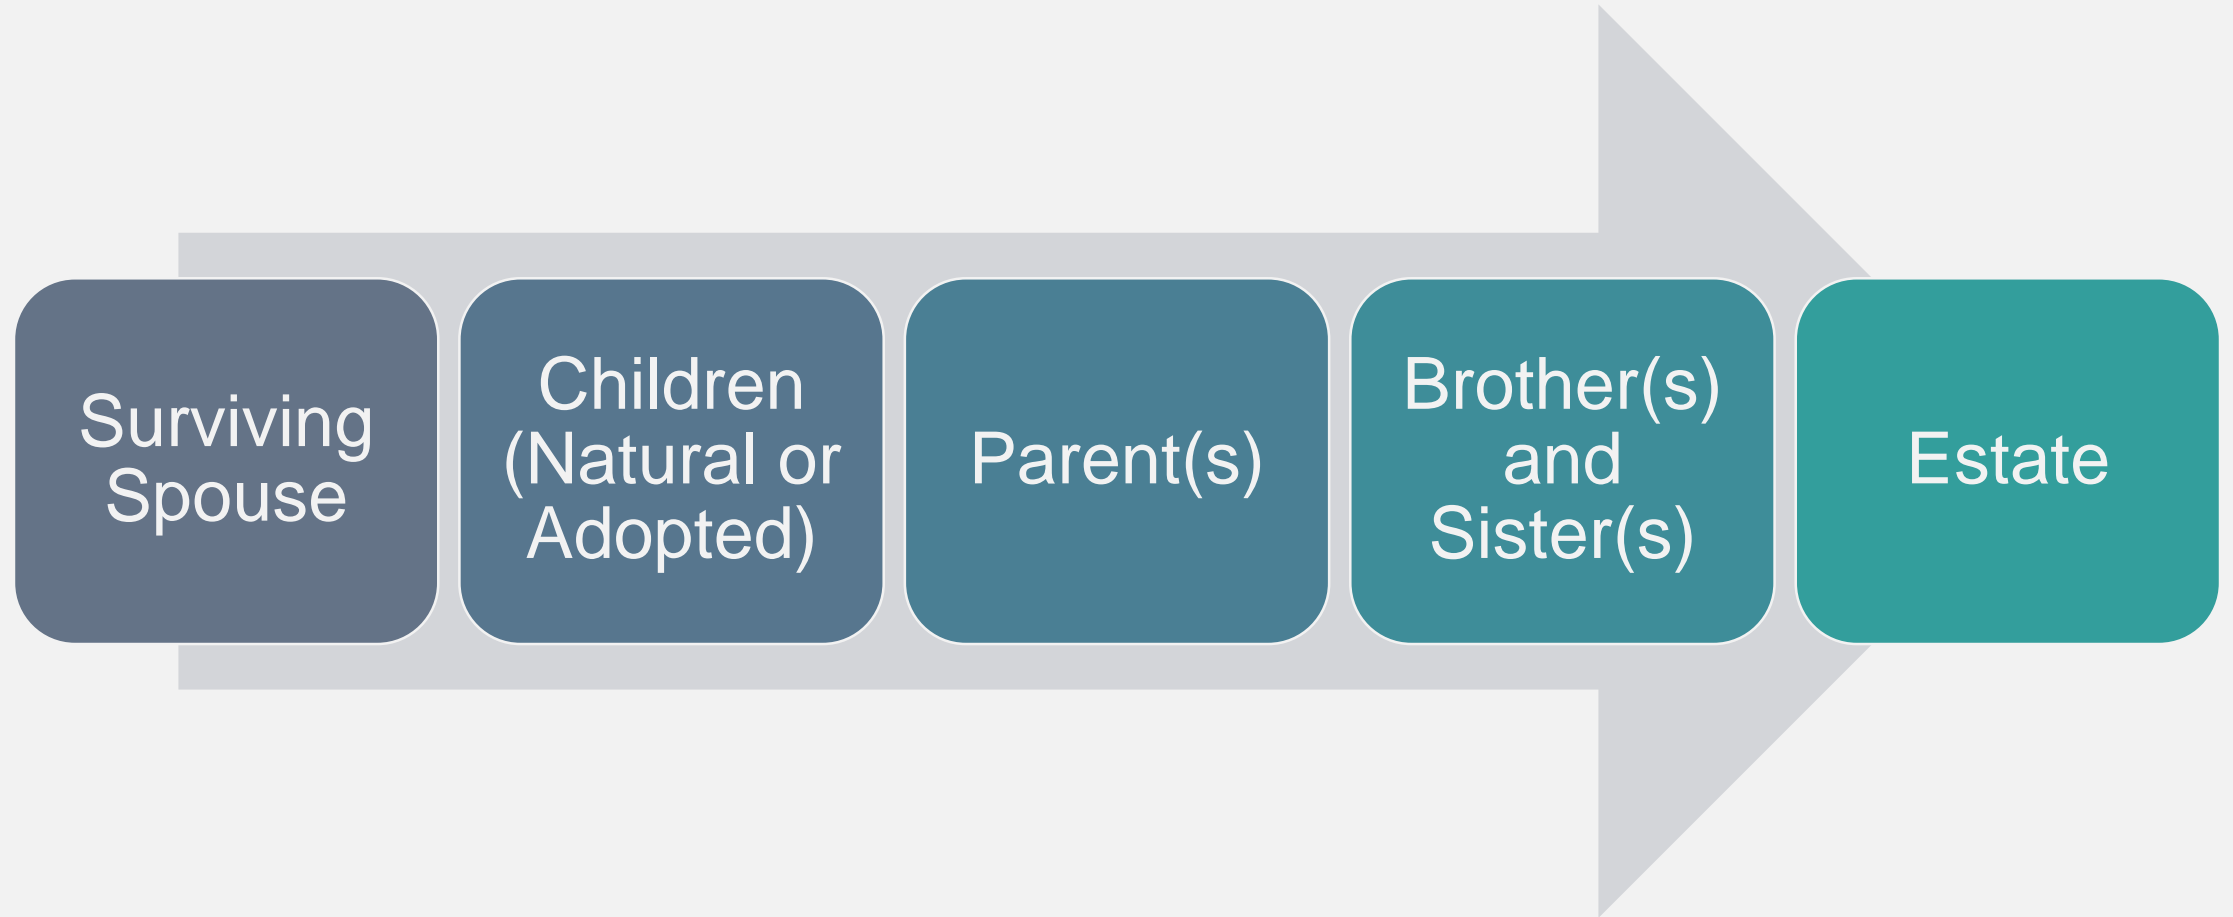 Surviving
Spouse
Children
(Natural or
Adopted)
Parent(s)
Brother(s)
and
Sister(s)
Estate